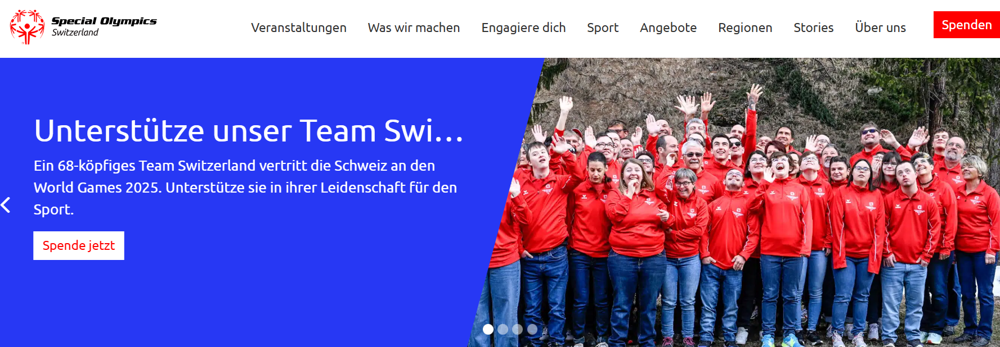 Special Olympics
Switzerland
Veranstaltungen
Was wir machen
Engagiere dich
Sport
Angebote
Regionen
Stories
Über uns
Spenden
Unterstütze unser Team Swi...
Ein 68-köpfiges Team Switzerland vertritt die Schweiz an den
World Games 2025. Unterstütze sie in ihrer Leidenschaft für den
Sport.
Spende jetzt